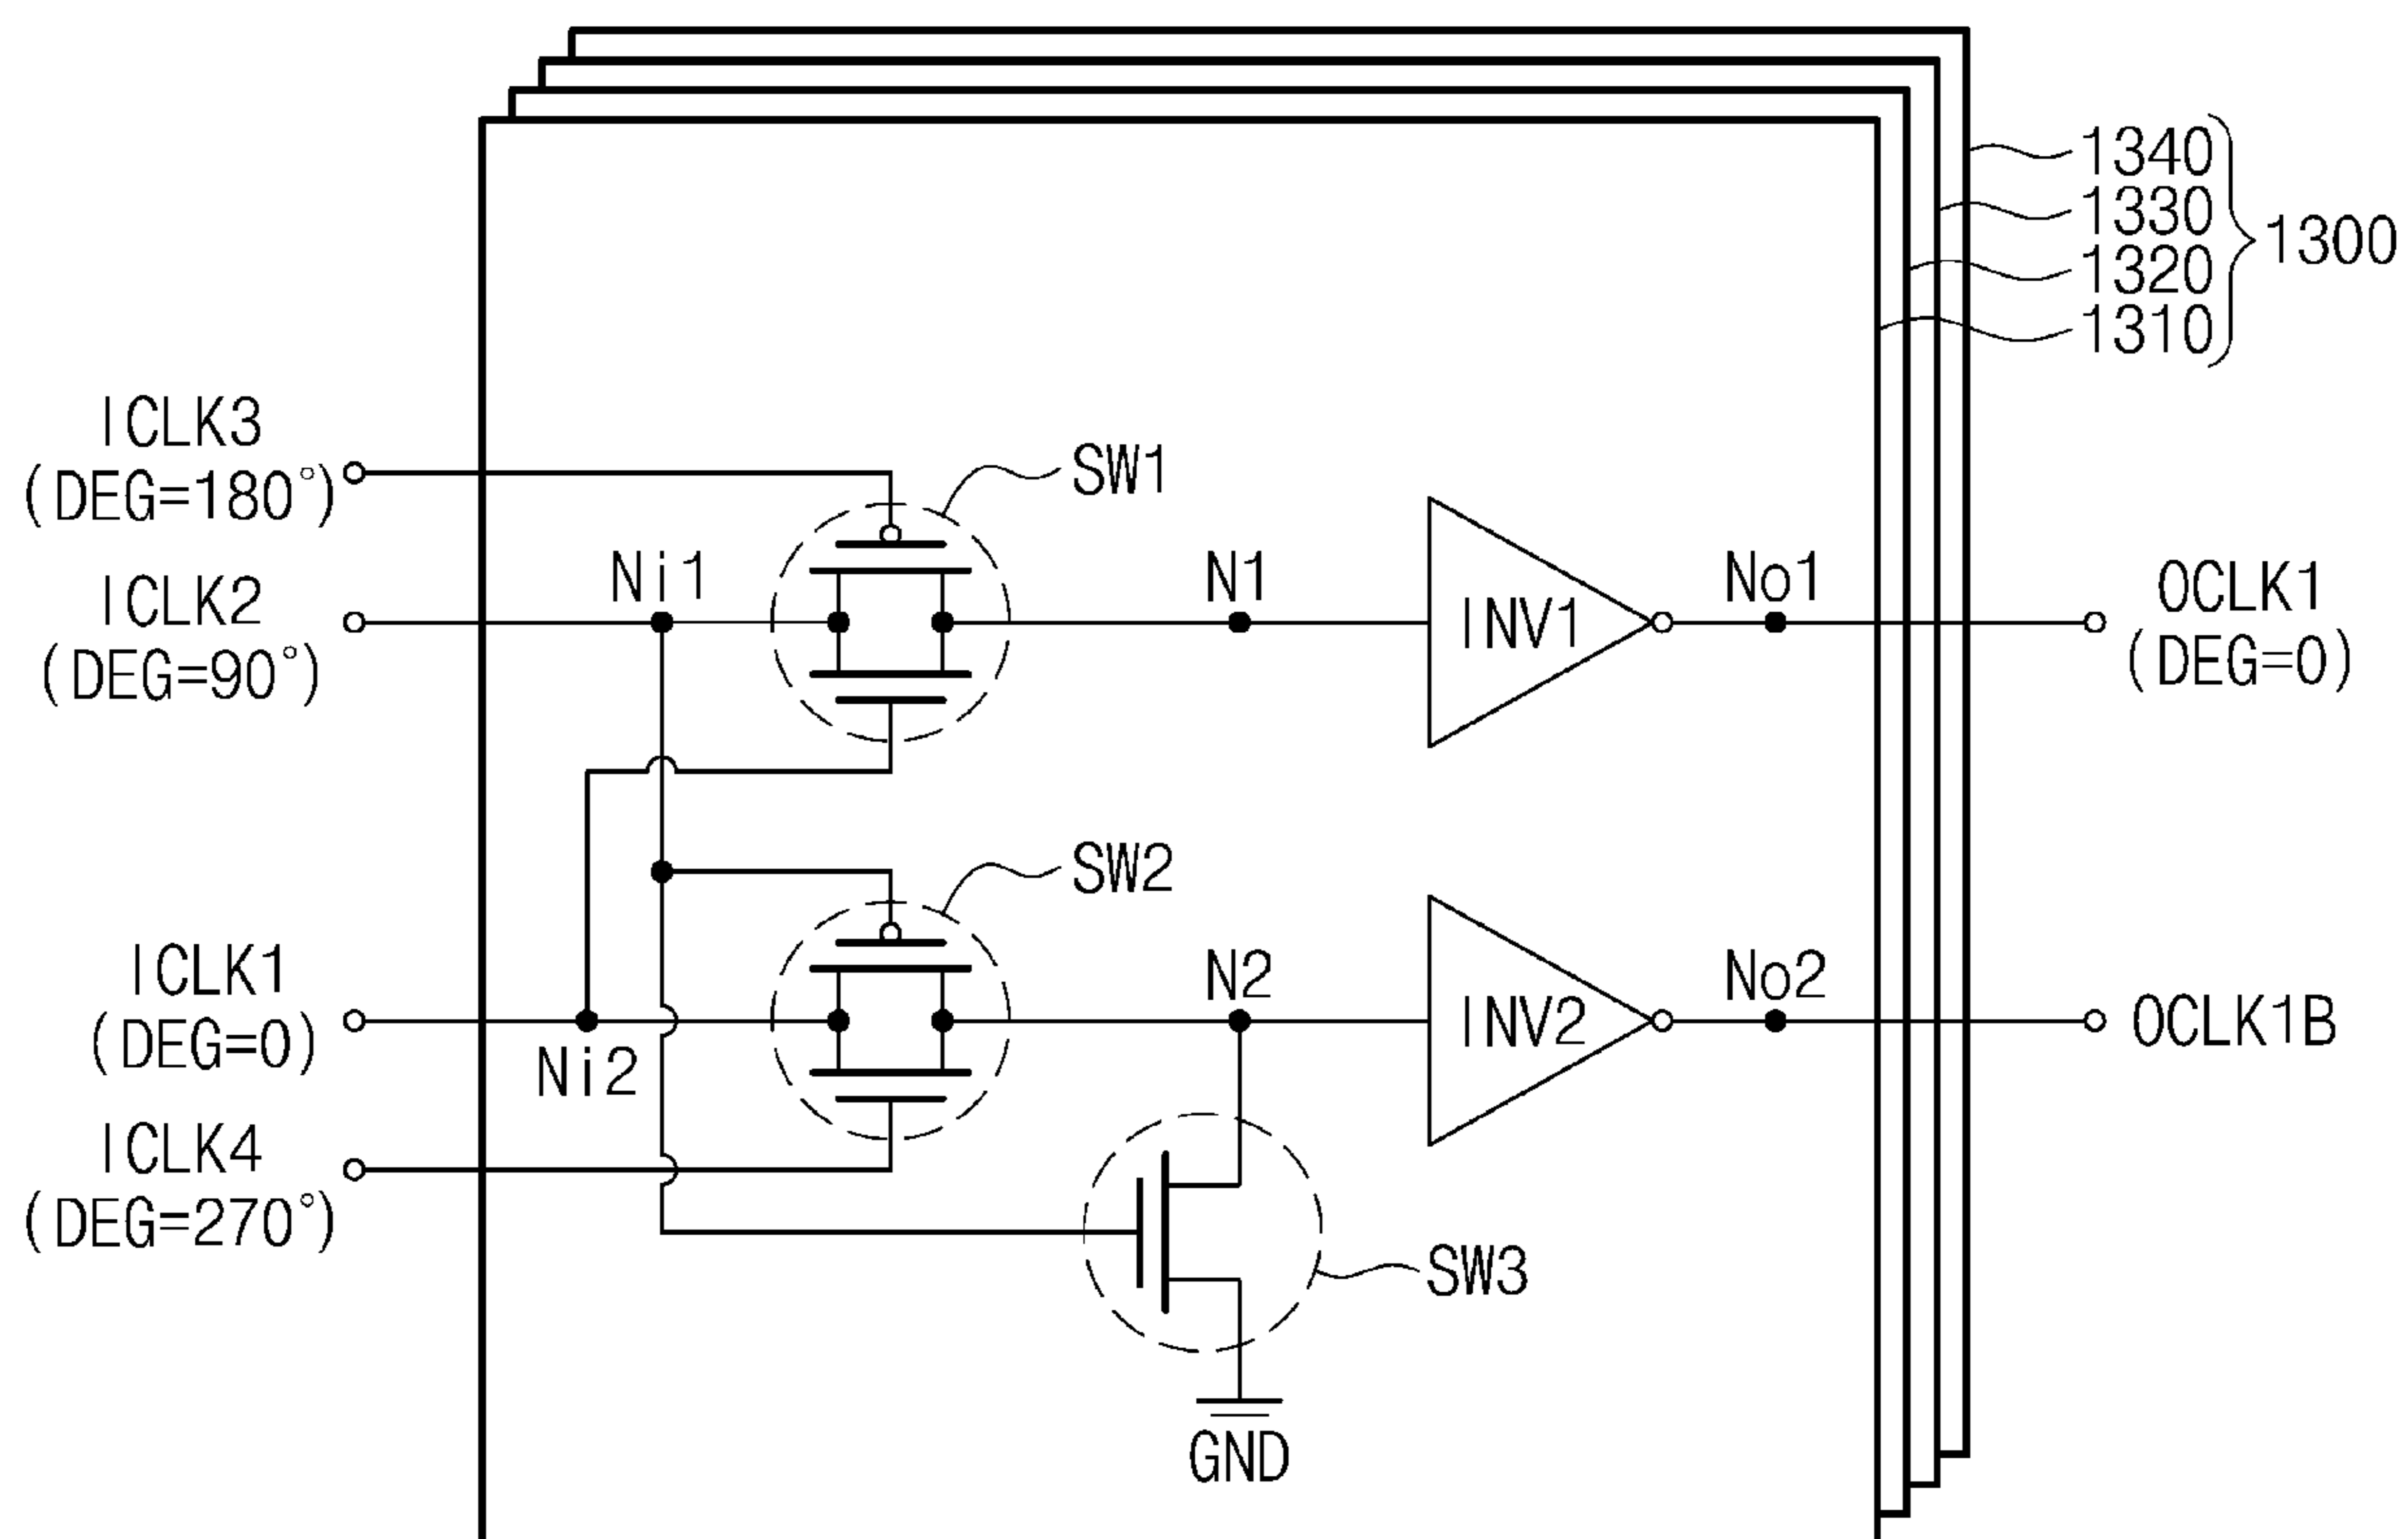 1340
1330
1320
1310
1300
ICLK3
(DEG=180°)
SW1
ICLK2
(DEG=90°)
Ni1
N1
INV1
No1
OCLK1
(DEG=0)
SW2
ICLK1
(DEG=0)
Ni2
N2
INV2
No2
OCLK1B
ICLK4
(DEG=270°)
SW3
GND